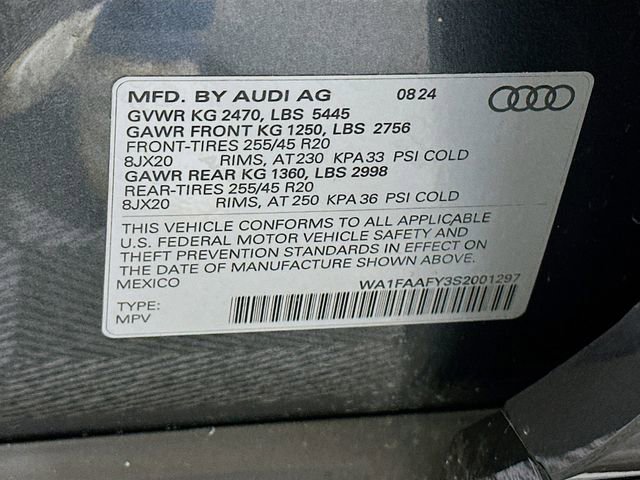 MFD. BY AUDI AG 08 24
GVWR KG 2470, LBS 5445
GAWR FRONT KG 1250, LBS 2756
FRONT-TIRES 255/45 R20
8JX20 RIMS, AT 230 KPA 33 PSI COLD
GAWR REAR KG 1360, LBS 2998
REAR-TIRES 255/45 R20
8JX20 RIMS, AT 250 KPA 36 PSI COLD
THIS VEHICLE CONFORMS TO ALL APPLICABLE
U.S. FEDERAL MOTOR VEHICLE SAFETY AND
THEFT PREVENTION STANDARDS IN EFFECT ON
THE DATE OF MANUFACTURE SHOWN ABOVE.
MEXICO WA1FAAFY3S2001297
TYPE:
MPV